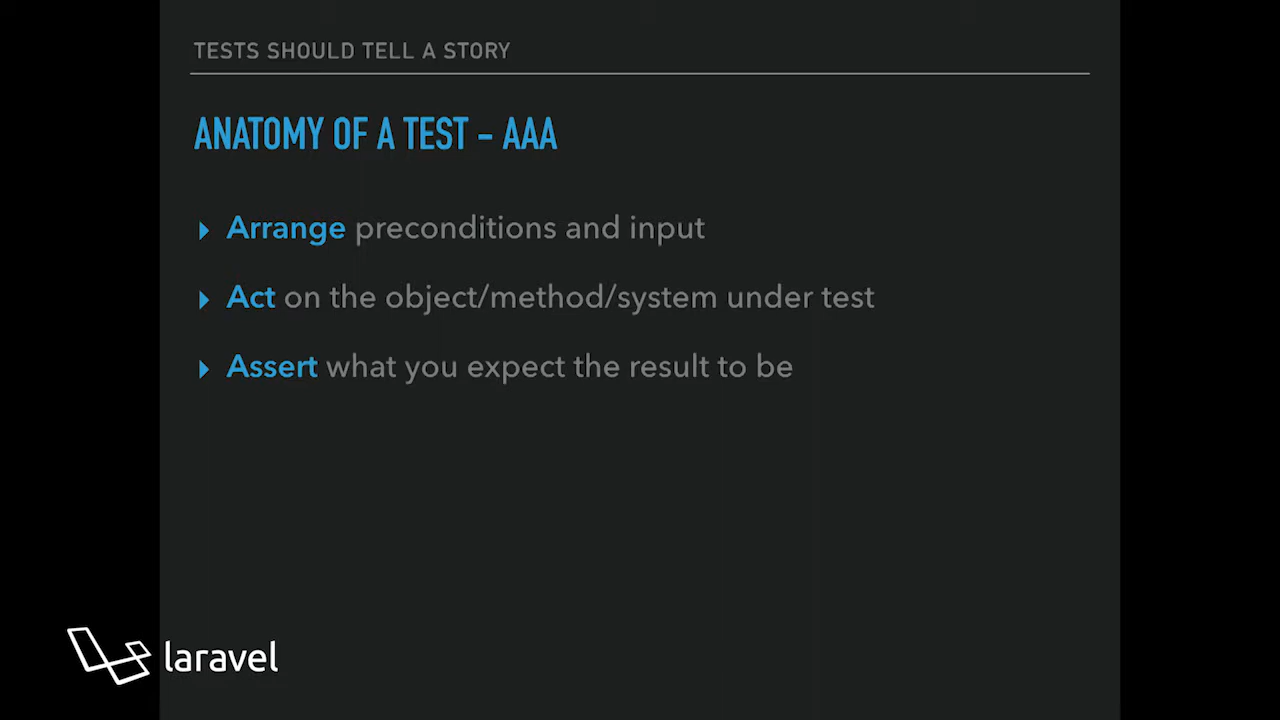 TESTS SHOULD TELL A STORY
ANATOMY OF A TEST - AAA
Arrange preconditions and input
Act on the object/method/system under test
Assert what you expect the result to be
laravel